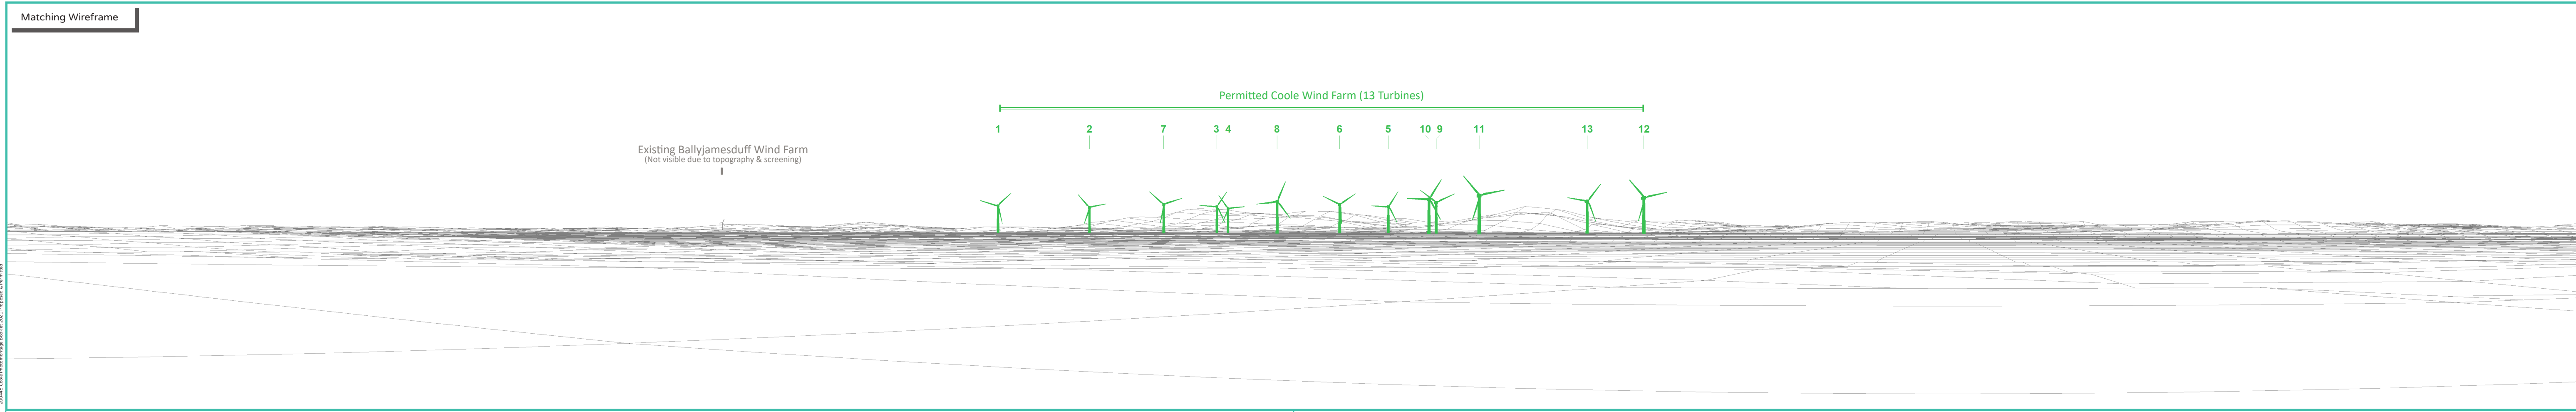 Matching Wireframe
Permitted Coole Wind Farm (13 Turbines)
1 2 7 3 4 8 6 5 10 9 11 13 12
Existing Ballyjamesduff Wind Farm
(Not visible due to topography & screening)